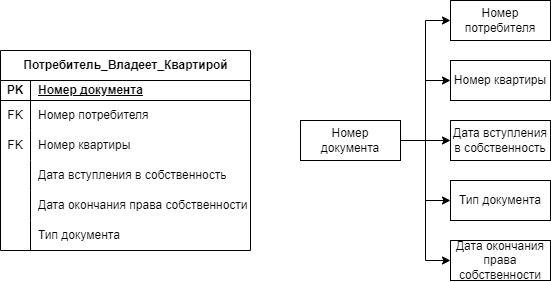 Потребитель_Владеет_Квартирой
PK Номер документа
FK Номер потребителя
FK Номер квартиры
Дата вступления в собственность
Дата окончания права собственности
Тип документа
Номер
документа
Номер
потребителя
Номер квартиры
Дата вступления
в собственность
Тип документа
Дата окончания
права
собственности